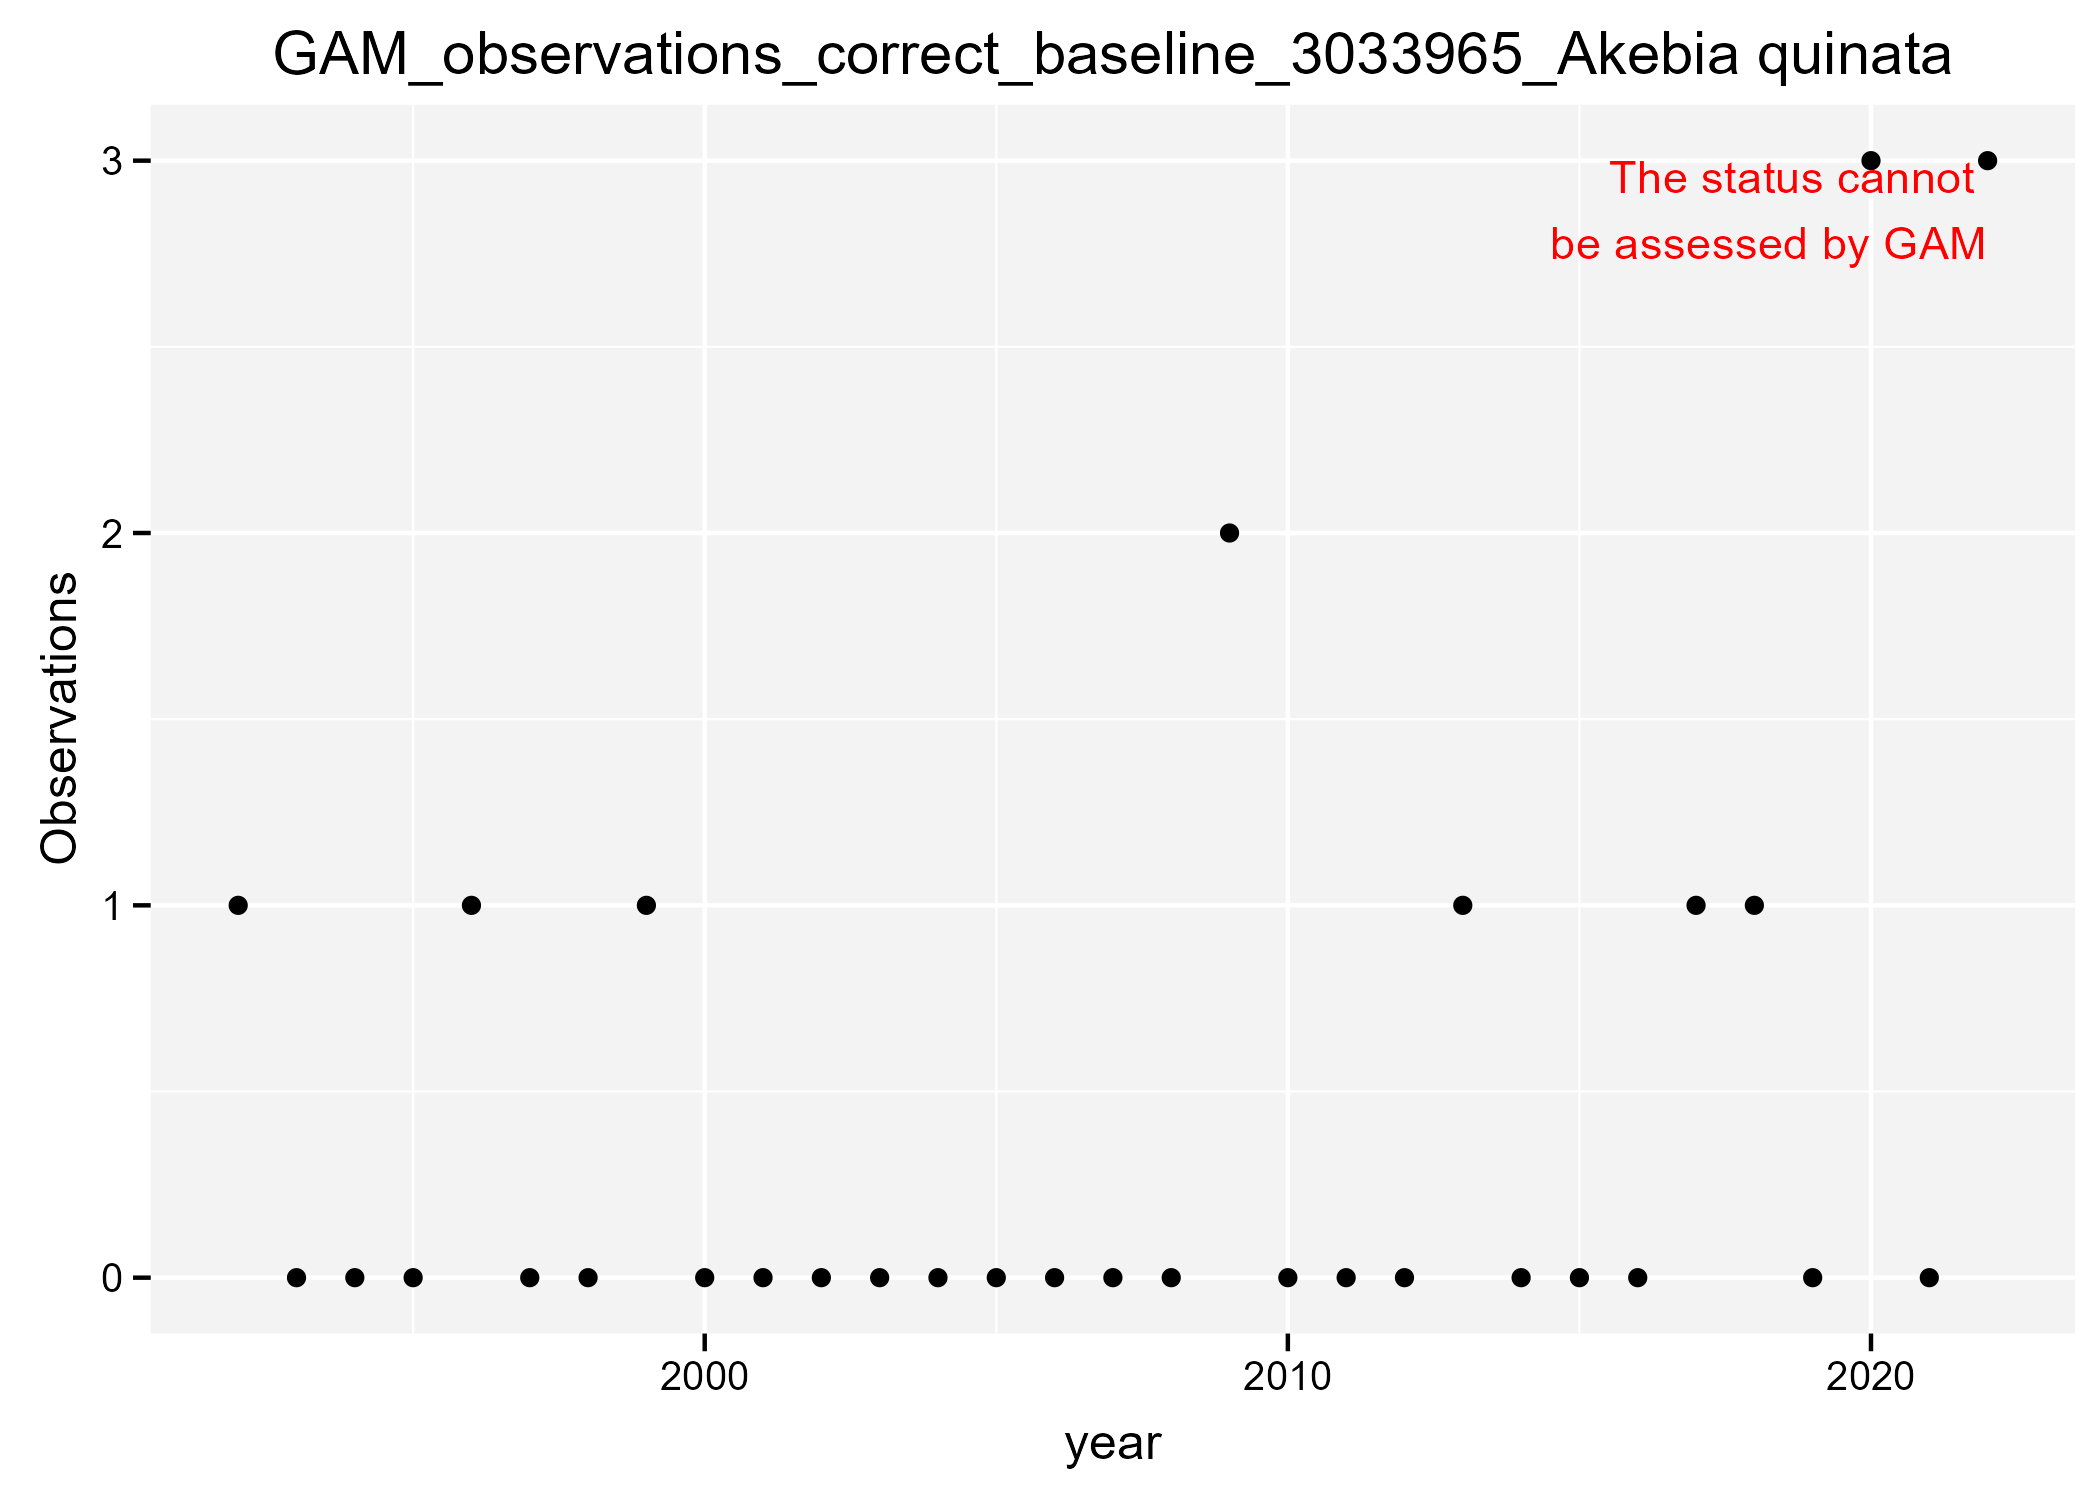 GAM_observations_correct_baseline_3033965_Akebia quinata
3
The status cannot
be assessed by GAM
2
Observations
1
0
2000 2010 2020
year